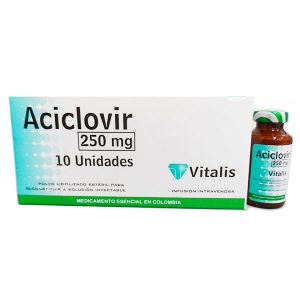 Aciclovir
250 mg
10 Unidades
POLVO LIOFILIZADO ESTÉRIL PARA
RECONSTITUIR A SOLUCIÓN INYECTABLE
Vitalis
INFUSIÓN INTRAVENOSA
MEDICAMENTO ESENCIAL EN COLOMBIA
Aciclovir
250 mg
Vitalis